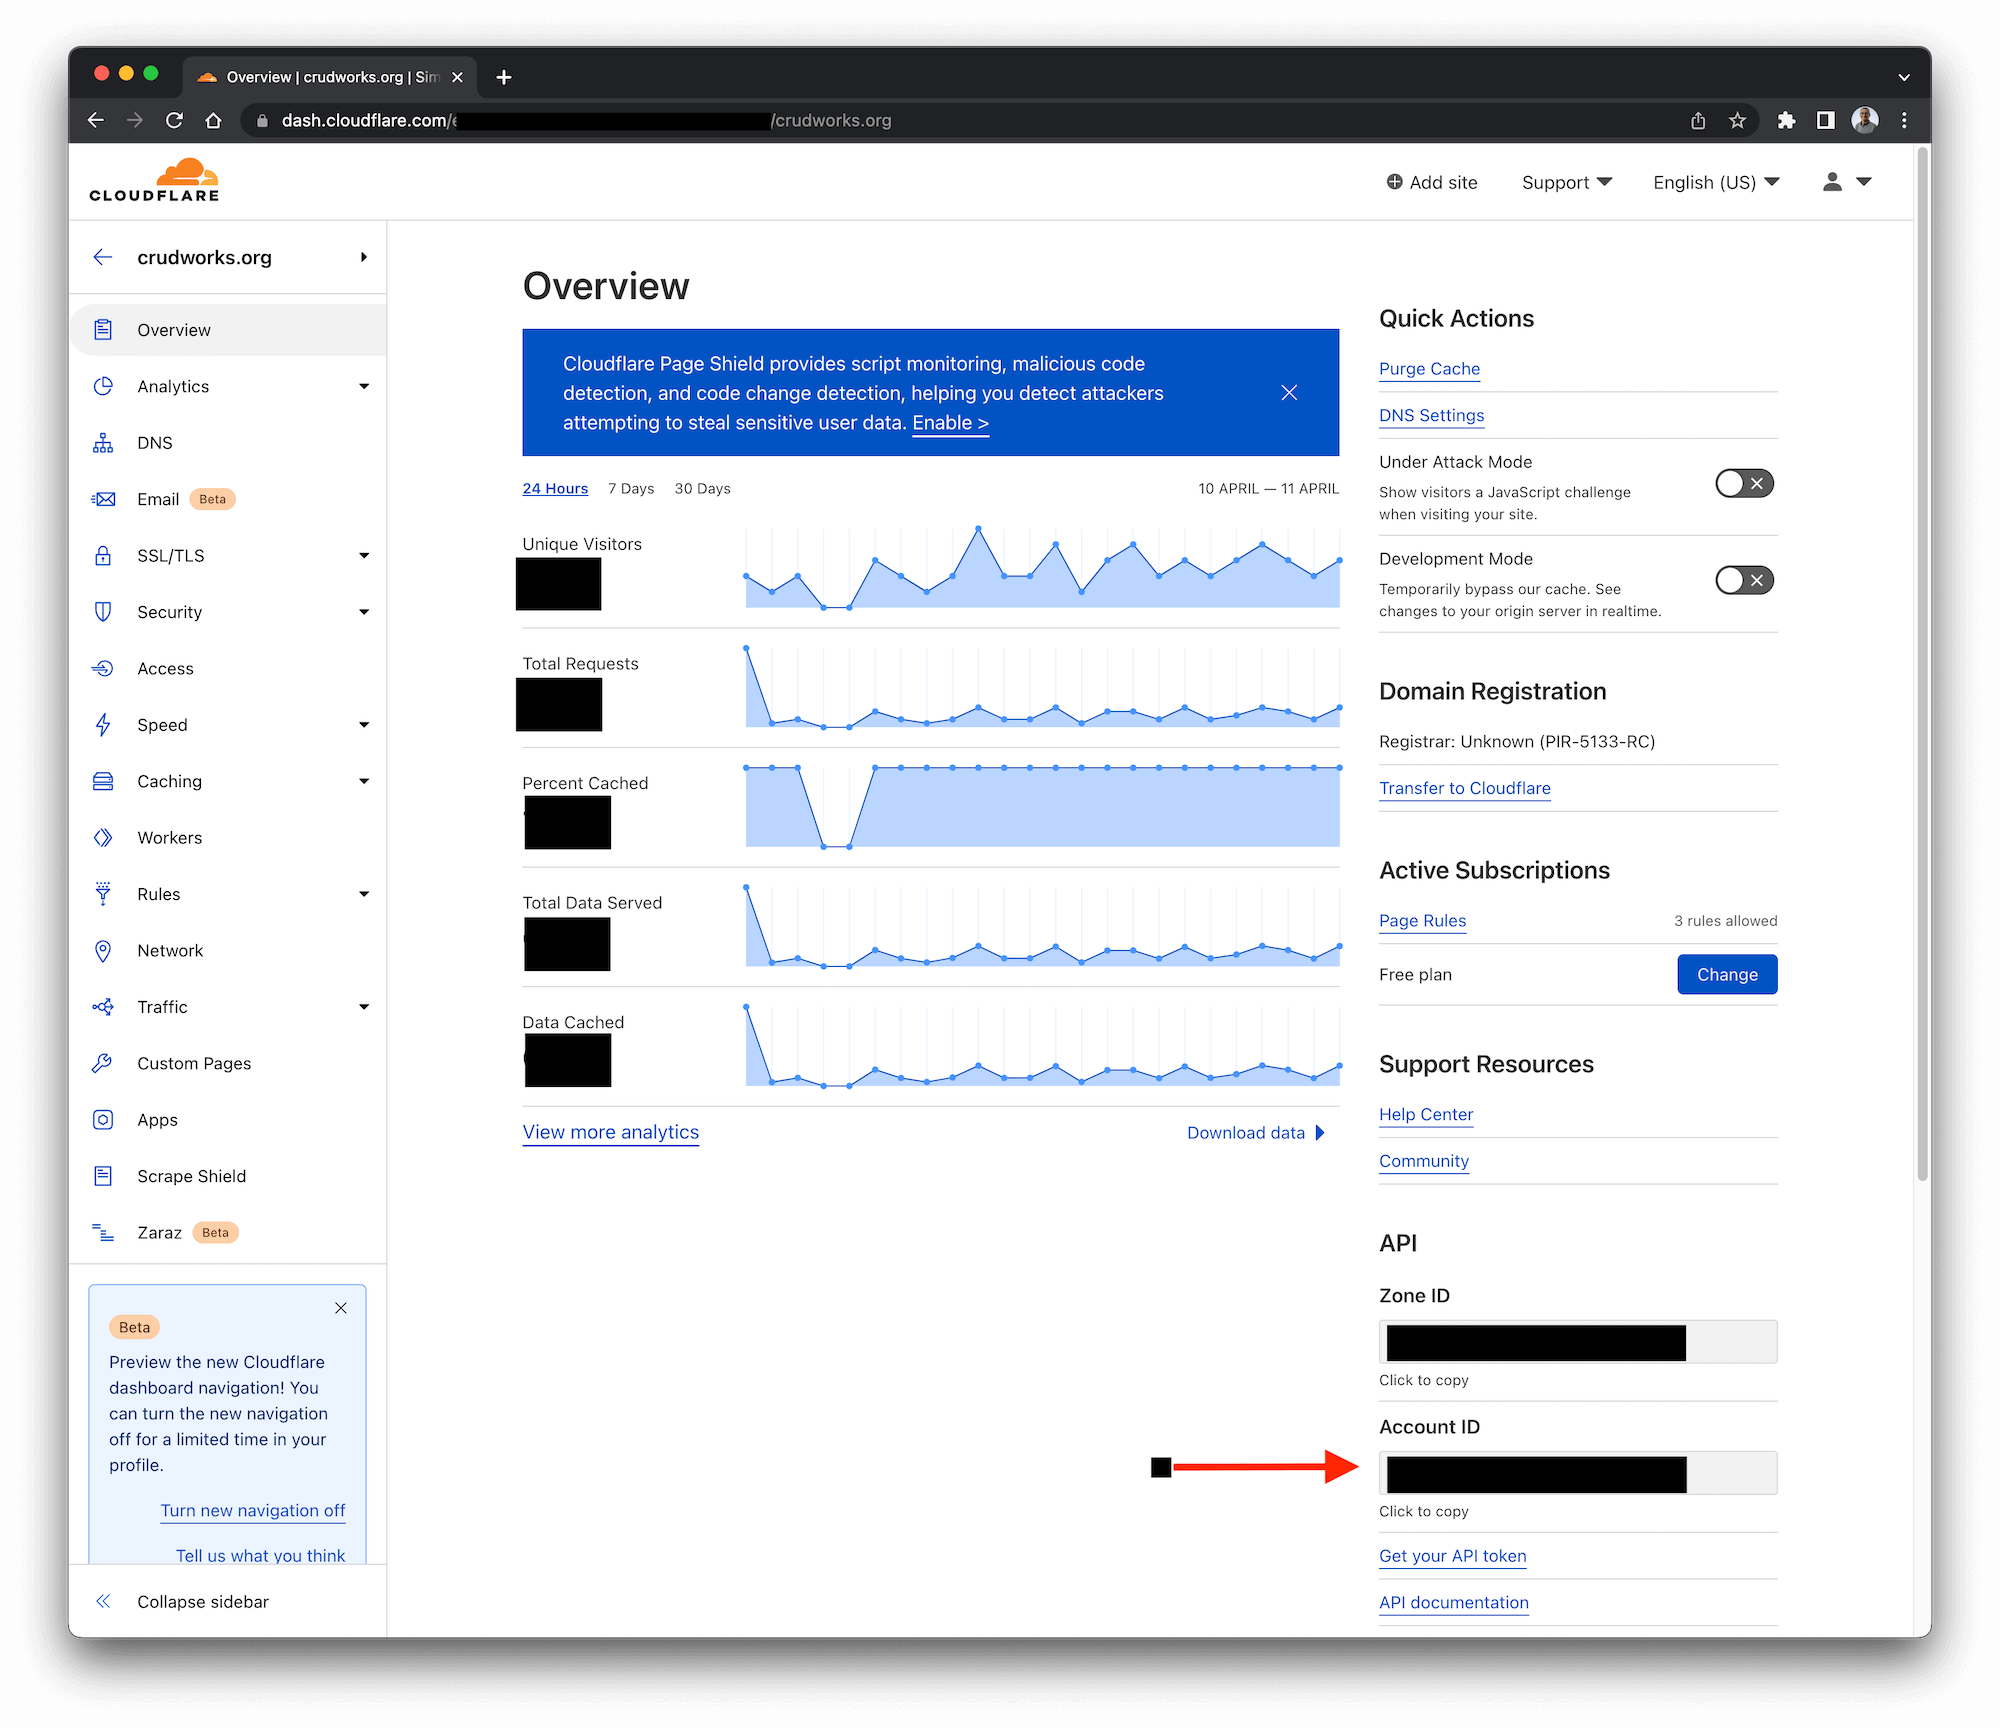 Overview | crudworks.org | Sim
dash.cloudflare.com/e
/crudworks.org
CLOUDFLARE
Add site
Support
English (US)
crudworks.org
Overview
Analytics
DNS
Email Beta
SSL/TLS
Security
Access
Speed
Caching
Workers
Rules
Network
Traffic
Custom Pages
Apps
Scrape Shield
Zaraz Beta
Beta
Preview the new Cloudflare
dashboard navigation! You
can turn the new navigation
off for a limited time in your
profile.
Turn new navigation off
Tell us what you think
Collapse sidebar
Overview
Cloudflare Page Shield provides script monitoring, malicious code
detection, and code change detection, helping you detect attackers
attempting to steal sensitive user data. Enable >
24 Hours 7 Days 30 Days
10 APRIL — 11 APRIL
Unique Visitors
Total Requests
Percent Cached
Total Data Served
Data Cached
View more analytics
Download data
Quick Actions
Purge Cache
DNS Settings
Under Attack Mode
Show visitors a JavaScript challenge
when visiting your site.
Development Mode
Temporarily bypass our cache. See
changes to your origin server in realtime.
Domain Registration
Registrar: Unknown (PIR-5133-RC)
Transfer to Cloudflare
Active Subscriptions
Page Rules
3 rules allowed
Free plan
Change
Support Resources
Help Center
Community
API
Zone ID
Click to copy
Account ID
Click to copy
Get your API token
API documentation